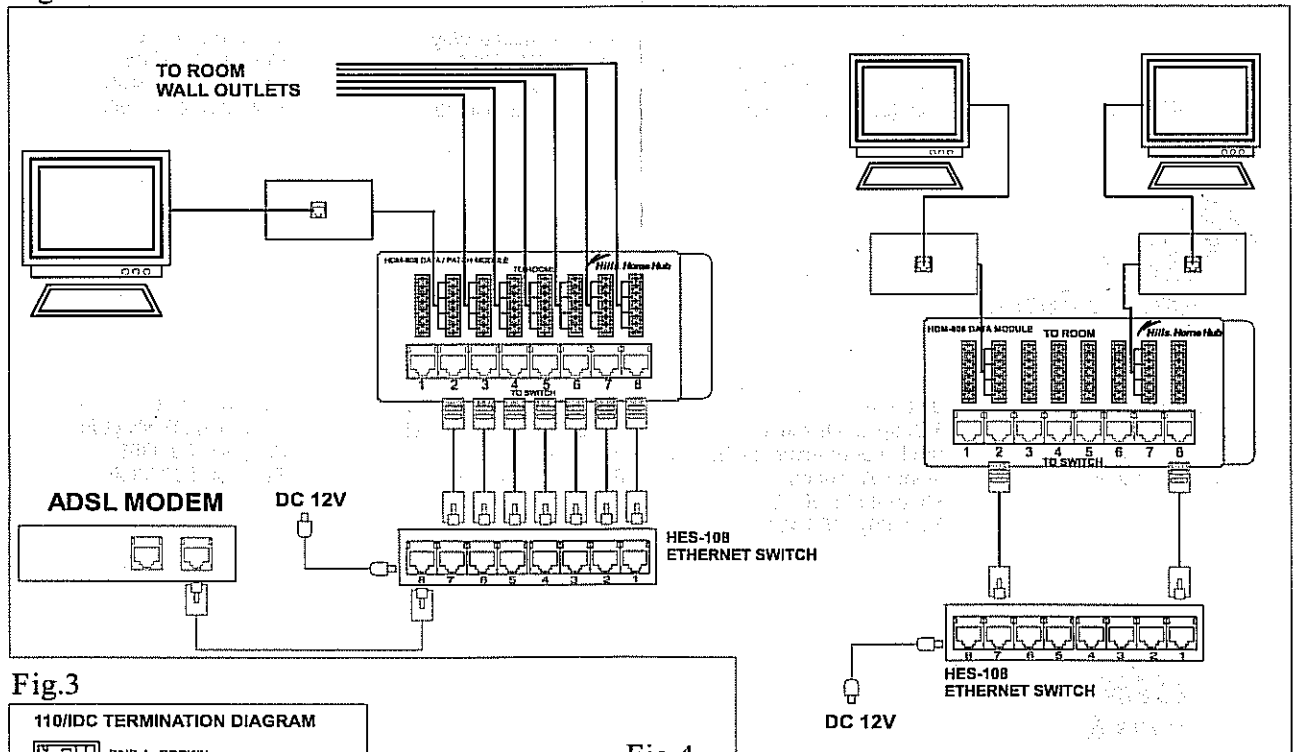 TO ROOM
WALL OUTLETS
HDM-808 DATA / PATCH MODULE
TO ROOM
Hills Home Hub
1 2 3 4 5 6 7 8
TO SWITCH
ADSL MODEM
DC 12V
HES-108
ETHERNET SWITCH
8 7 6 5 4 3 2 1
HDM-808 DATA MODULE
TO ROOM
Hills Home Hub
1 2 3 4 5 6 7 8
TO SWITCH
8 7 6 5 4 3 2 1
HES-108
ETHERNET SWITCH
DC 12V
Fig.3
110/IDC TERMINATION DIAGRAM